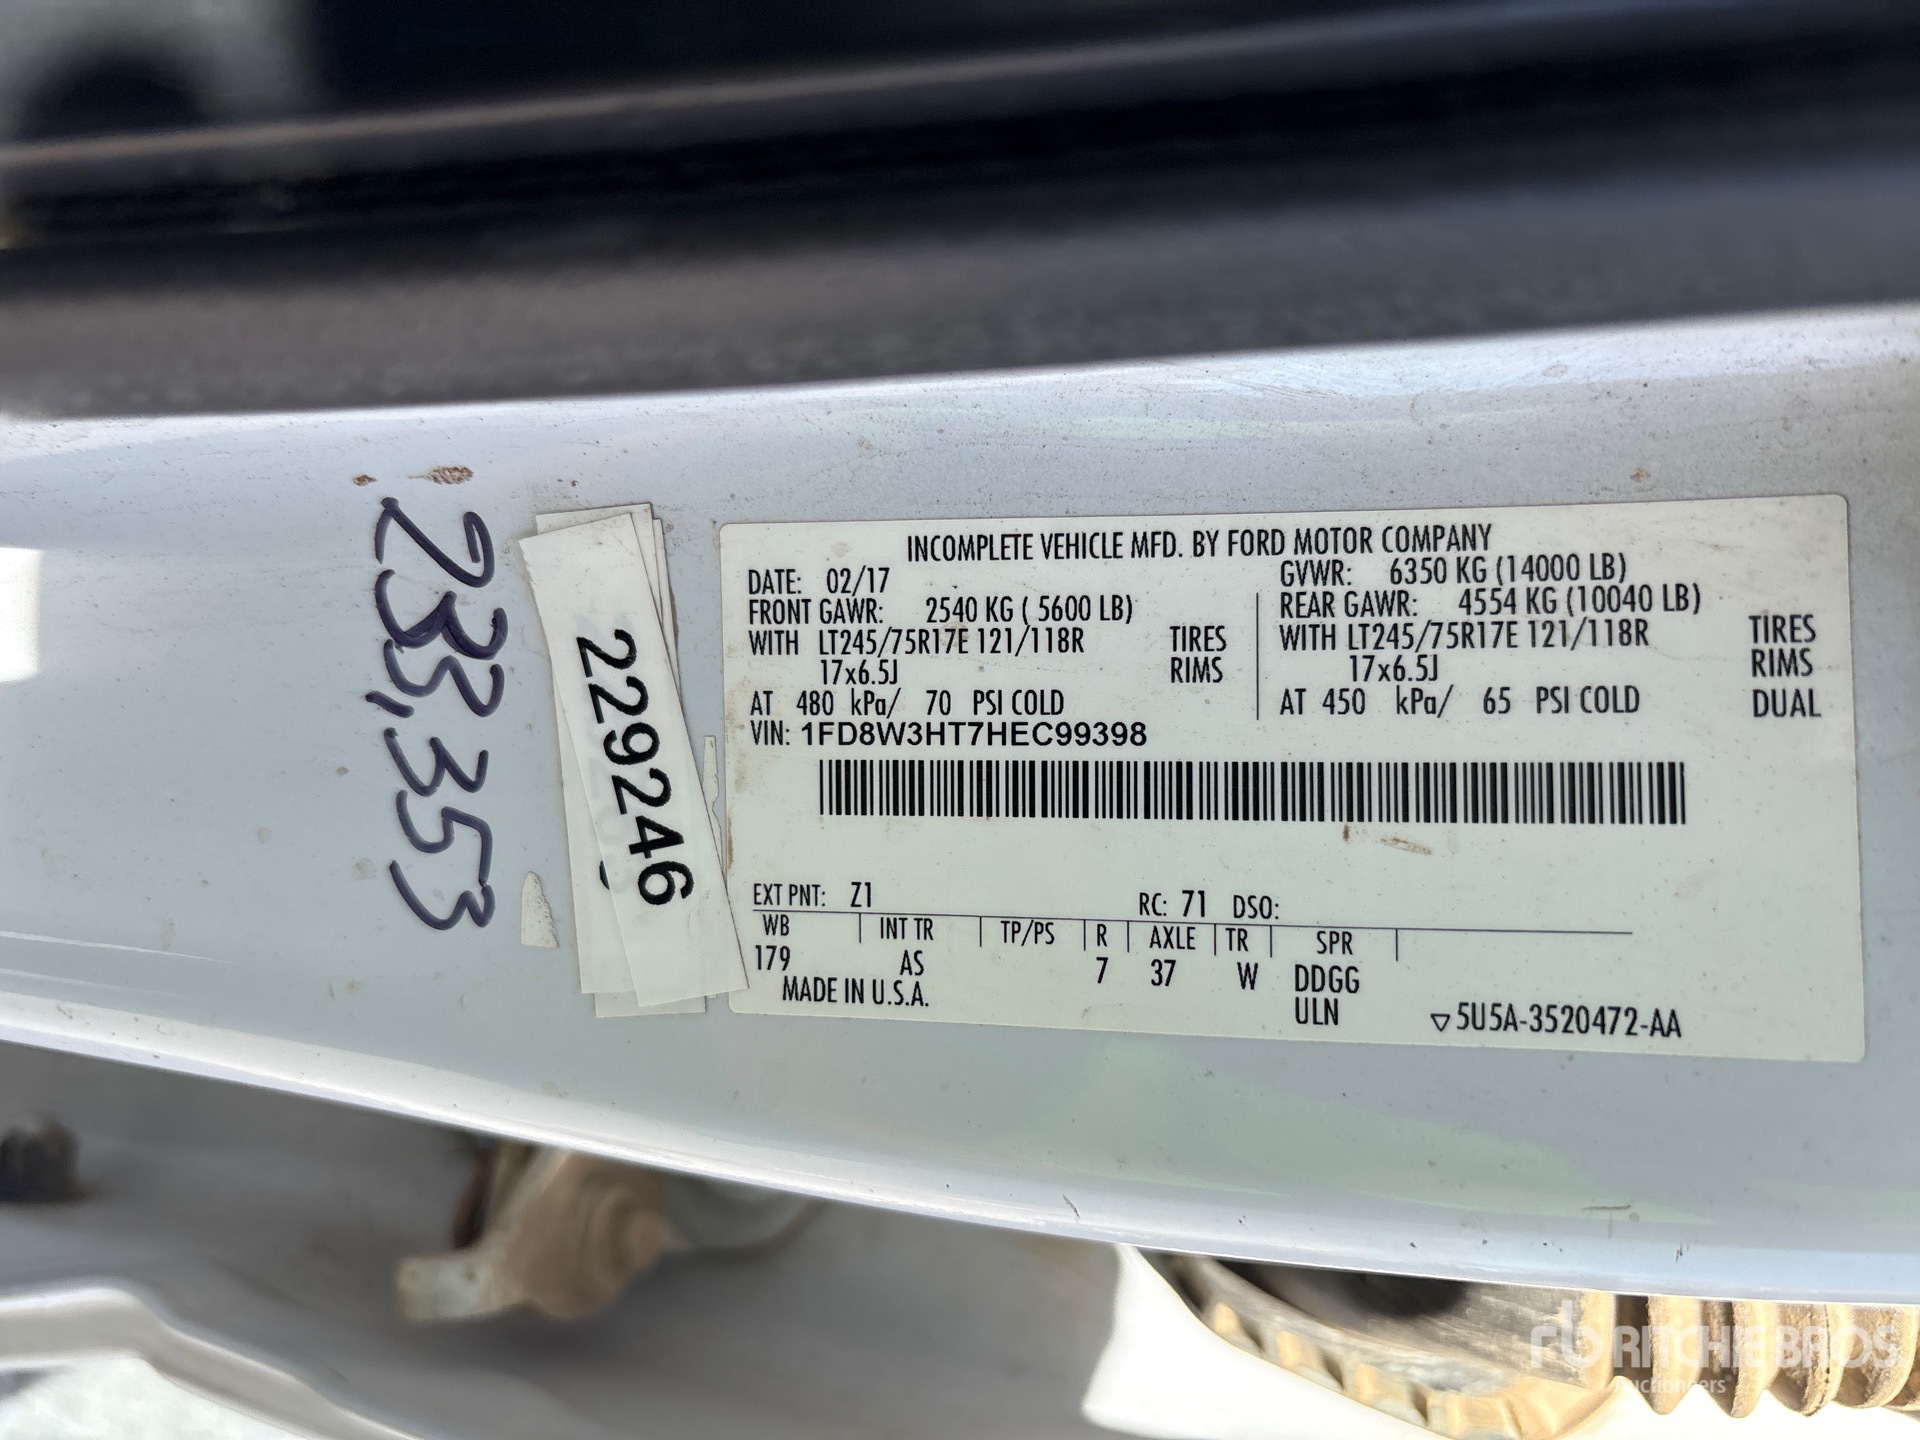 23,353
229246
INCOMPLETE VEHICLE MFD. BY FORD MOTOR COMPANY
DATE: 02/17 GVWR: 6350 KG (14000 LB)
FRONT GAWR: 2540 KG ( 5600 LB) REAR GAWR: 4554 KG (10040 LB)
WITH LT245/75R17E 121/118R TIRES WITH LT245/75R17E 121/118R TIRES
17x6.5J RIMS 17x6.5J RIMS
AT 480 kPa/ 70 PSI COLD AT 450 kPa/ 65 PSI COLD DUAL
VIN: 1FD8W3HT7HEC99398
EXT PNT: Z1 RC: 71 DSO:
WB INT TR TP/PS R AXLE TR SPR
179 AS 7 37 W DDGG
MADE IN U.S.A. ULN ▽5U5A-3520472-AA
rb RITCHIE BROS
Auctioneers